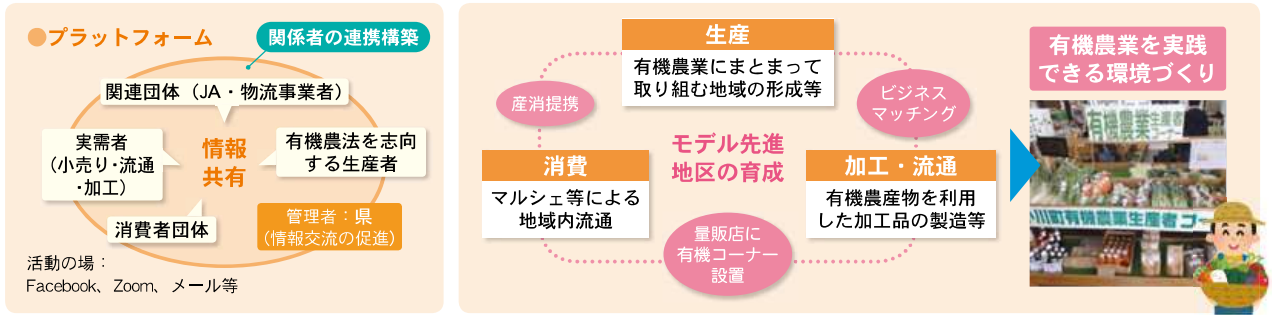 ●プラットフォーム
関係者の連携構築
関連団体（JA・物流事業者）
実需者
（小売り・流通
・加工）
情報
共有
有機農法を志向
する生産者
消費者団体
管理者：県
（情報交流の促進）
活動の場：
Facebook、Zoom、メール等
生産
有機農業にまとまって
取り組む地域の形成等
産消提携
ビジネス
マッチング
モデル先進
地区の育成
消費
マルシェ等による
地域内流通
加工・流通
有機農産物を利用
した加工品の製造等
量販店に
有機コーナー
設置
有機農業を実践
できる環境づくり
有機農業生産者
小川町有機農業生産者コーナ